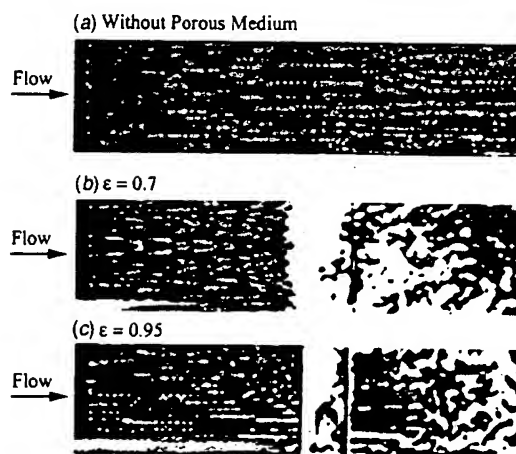 (a) Without Porous Medium
Flow
(b) ε = 0.7
Flow
(c) ε = 0.95
Flow